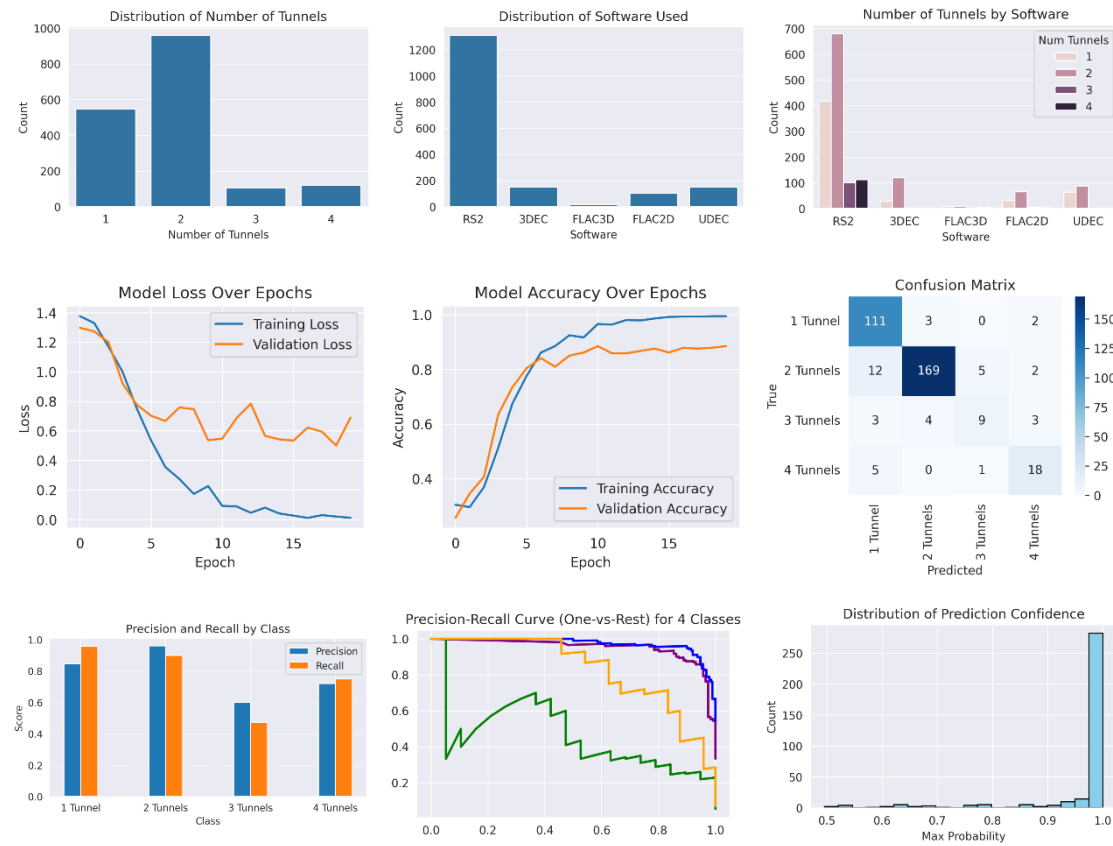 Distribution of Number of Tunnels
1000
800
600
400
200
0
Count
1 2 3 4
Number of Tunnels
Distribution of Software Used
1200
1000
800
600
400
200
0
Count
RS2 3DEC FLAC3D FLAC2D UDEC
Software
Number of Tunnels by Software
700
600
500
400
300
200
100
0
Count
Num Tunnels
1
2
3
4
RS2 3DEC FLAC3D FLAC2D UDEC
Software
Model Loss Over Epochs
1.4
1.2
1.0
0.8
0.6
0.4
0.2
0.0
Loss
Training Loss
Validation Loss
0 5 10 15
Epoch
Model Accuracy Over Epochs
1.0
0.8
0.6
0.4
Accuracy
Training Accuracy
Validation Accuracy
0 5 10 15
Epoch
Confusion Matrix
True
1 Tunnel 111 3 0 2
2 Tunnels 12 169 5 2
3 Tunnels 3 4 9 3
4 Tunnels 5 0 1 18
1 Tunnel
2 Tunnels
3 Tunnels
4 Tunnels
Predicted
150
125
100
75
50
25
0
Precision and Recall by Class
1.0
0.8
0.6
0.4
0.2
0.0
Score
Precision
Recall
1 Tunnel 2 Tunnels 3 Tunnels 4 Tunnels
Class
Precision-Recall Curve (One-vs-Rest) for 4 Classes
1.0
0.8
0.6
0.4
0.2
0.0 0.2 0.4 0.6 0.8 1.0
Distribution of Prediction Confidence
250
200
150
100
50
0
Count
0.5 0.6 0.7 0.8 0.9 1.0
Max Probability